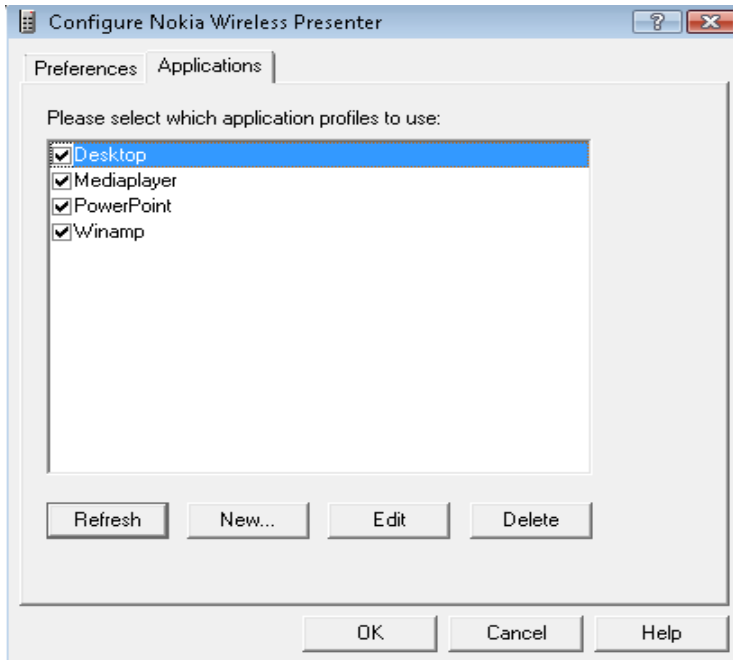 Configure Nokia Wireless Presenter
Preferences Applications
Please select which application profiles to use:
Desktop
Mediaplayer
PowerPoint
Winamp
Refresh New... Edit Delete
OK Cancel Help